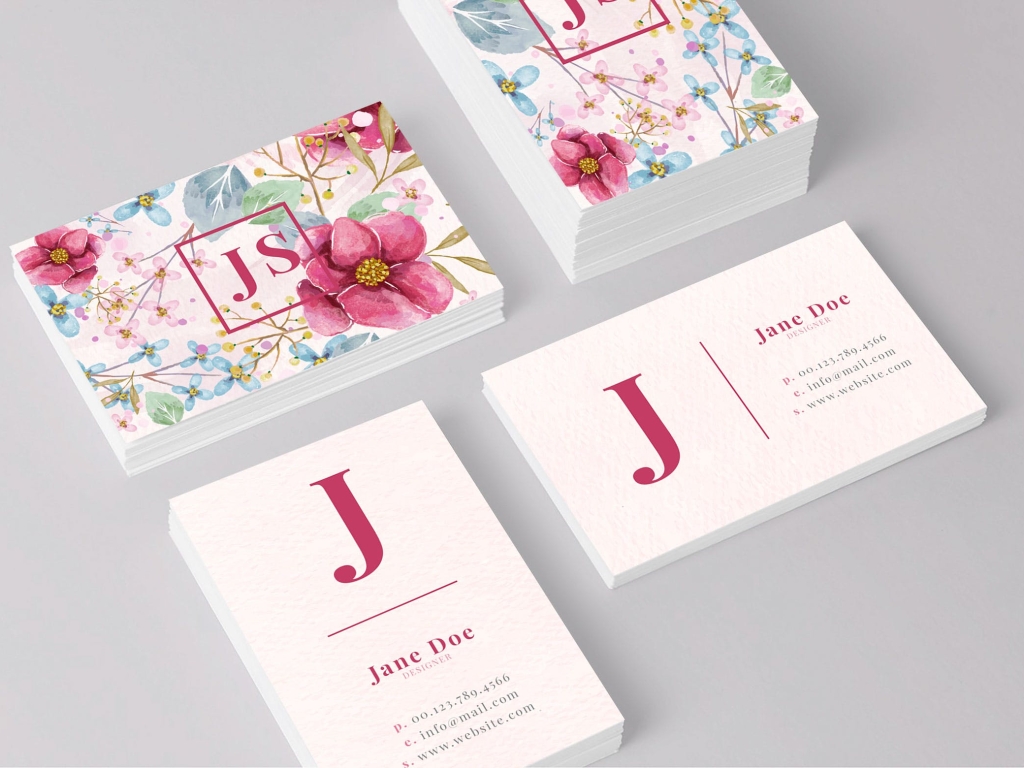 JS
JS
J
Jane Doe
DESIGNER
p. 00.123.789.4566
e. info@mail.com
s. www.website.com
J
Jane Doe
DESIGNER
p. 00.123.789.4566
e. info@mail.com
s. www.website.com